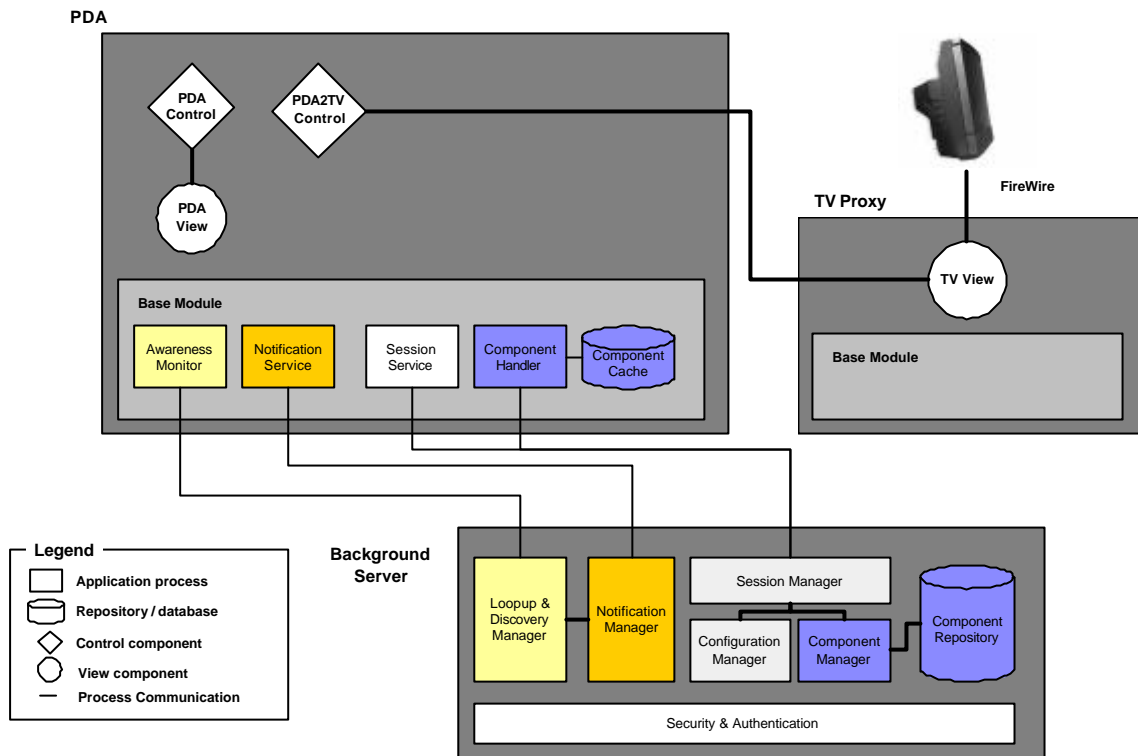 PDA
PDA
Control
PDA2TV
Control
PDA
View
FireWire
TV Proxy
TV View
Base Module
Awareness
Monitor
Notification
Service
Session
Service
Component
Handler
Component
Cache
Base Module
Background
Server
Loopup &
Discovery
Manager
Notification
Manager
Session Manager
Configuration
Manager
Component
Manager
Component
Repository
Security & Authentication
Legend
Application process
Repository / database
Control component
View component
Process Communication